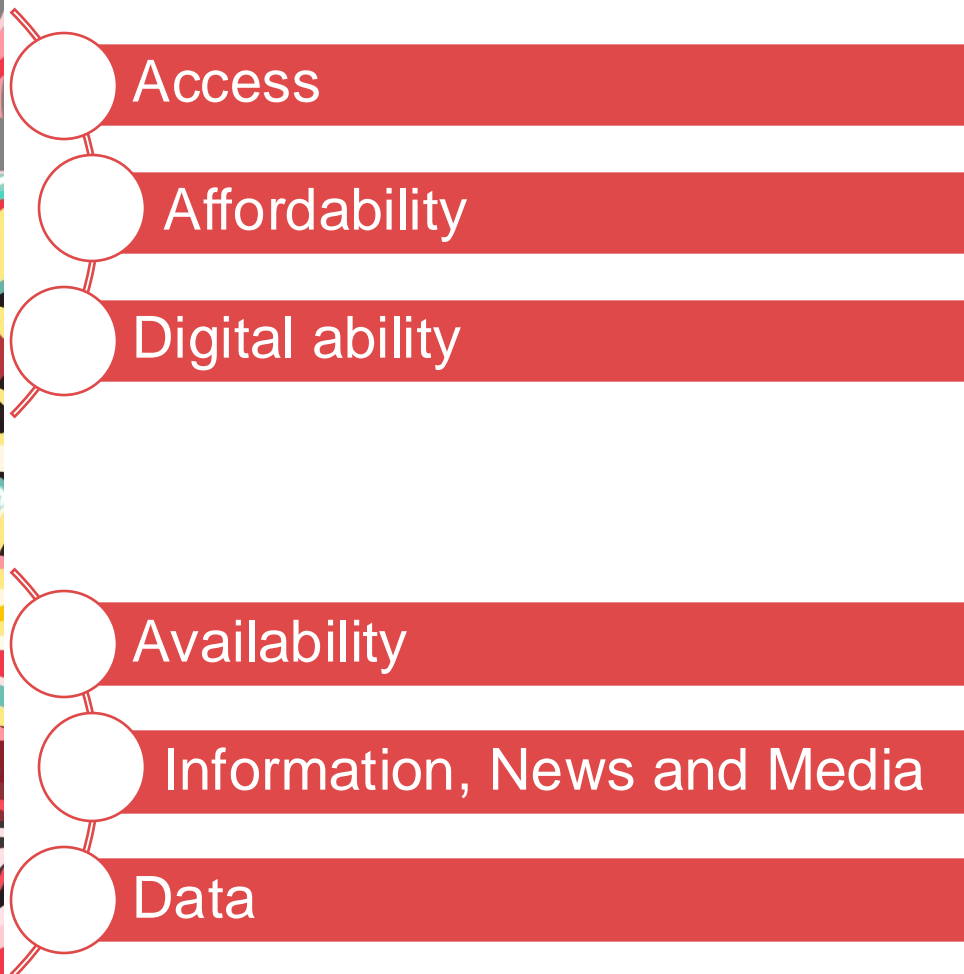 Access
Affordability
Digital ability
Availability
Information, News and Media
Data